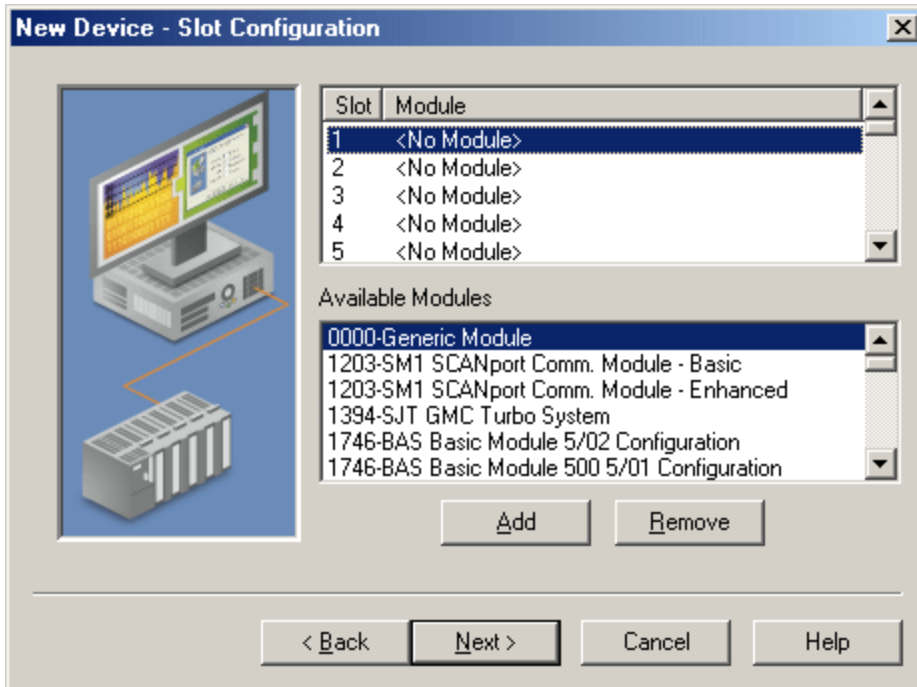 New Device - Slot Configuration
Slot Module
1 <No Module>
2 <No Module>
3 <No Module>
4 <No Module>
5 <No Module>
Available Modules
0000-Generic Module
1203-SM1 SCANport Comm. Module - Basic
1203-SM1 SCANport Comm. Module - Enhanced
1394-SJT GMC Turbo System
1746-BAS Basic Module 5/02 Configuration
1746-BAS Basic Module 500 5/01 Configuration
Add Remove
< Back Next > Cancel Help